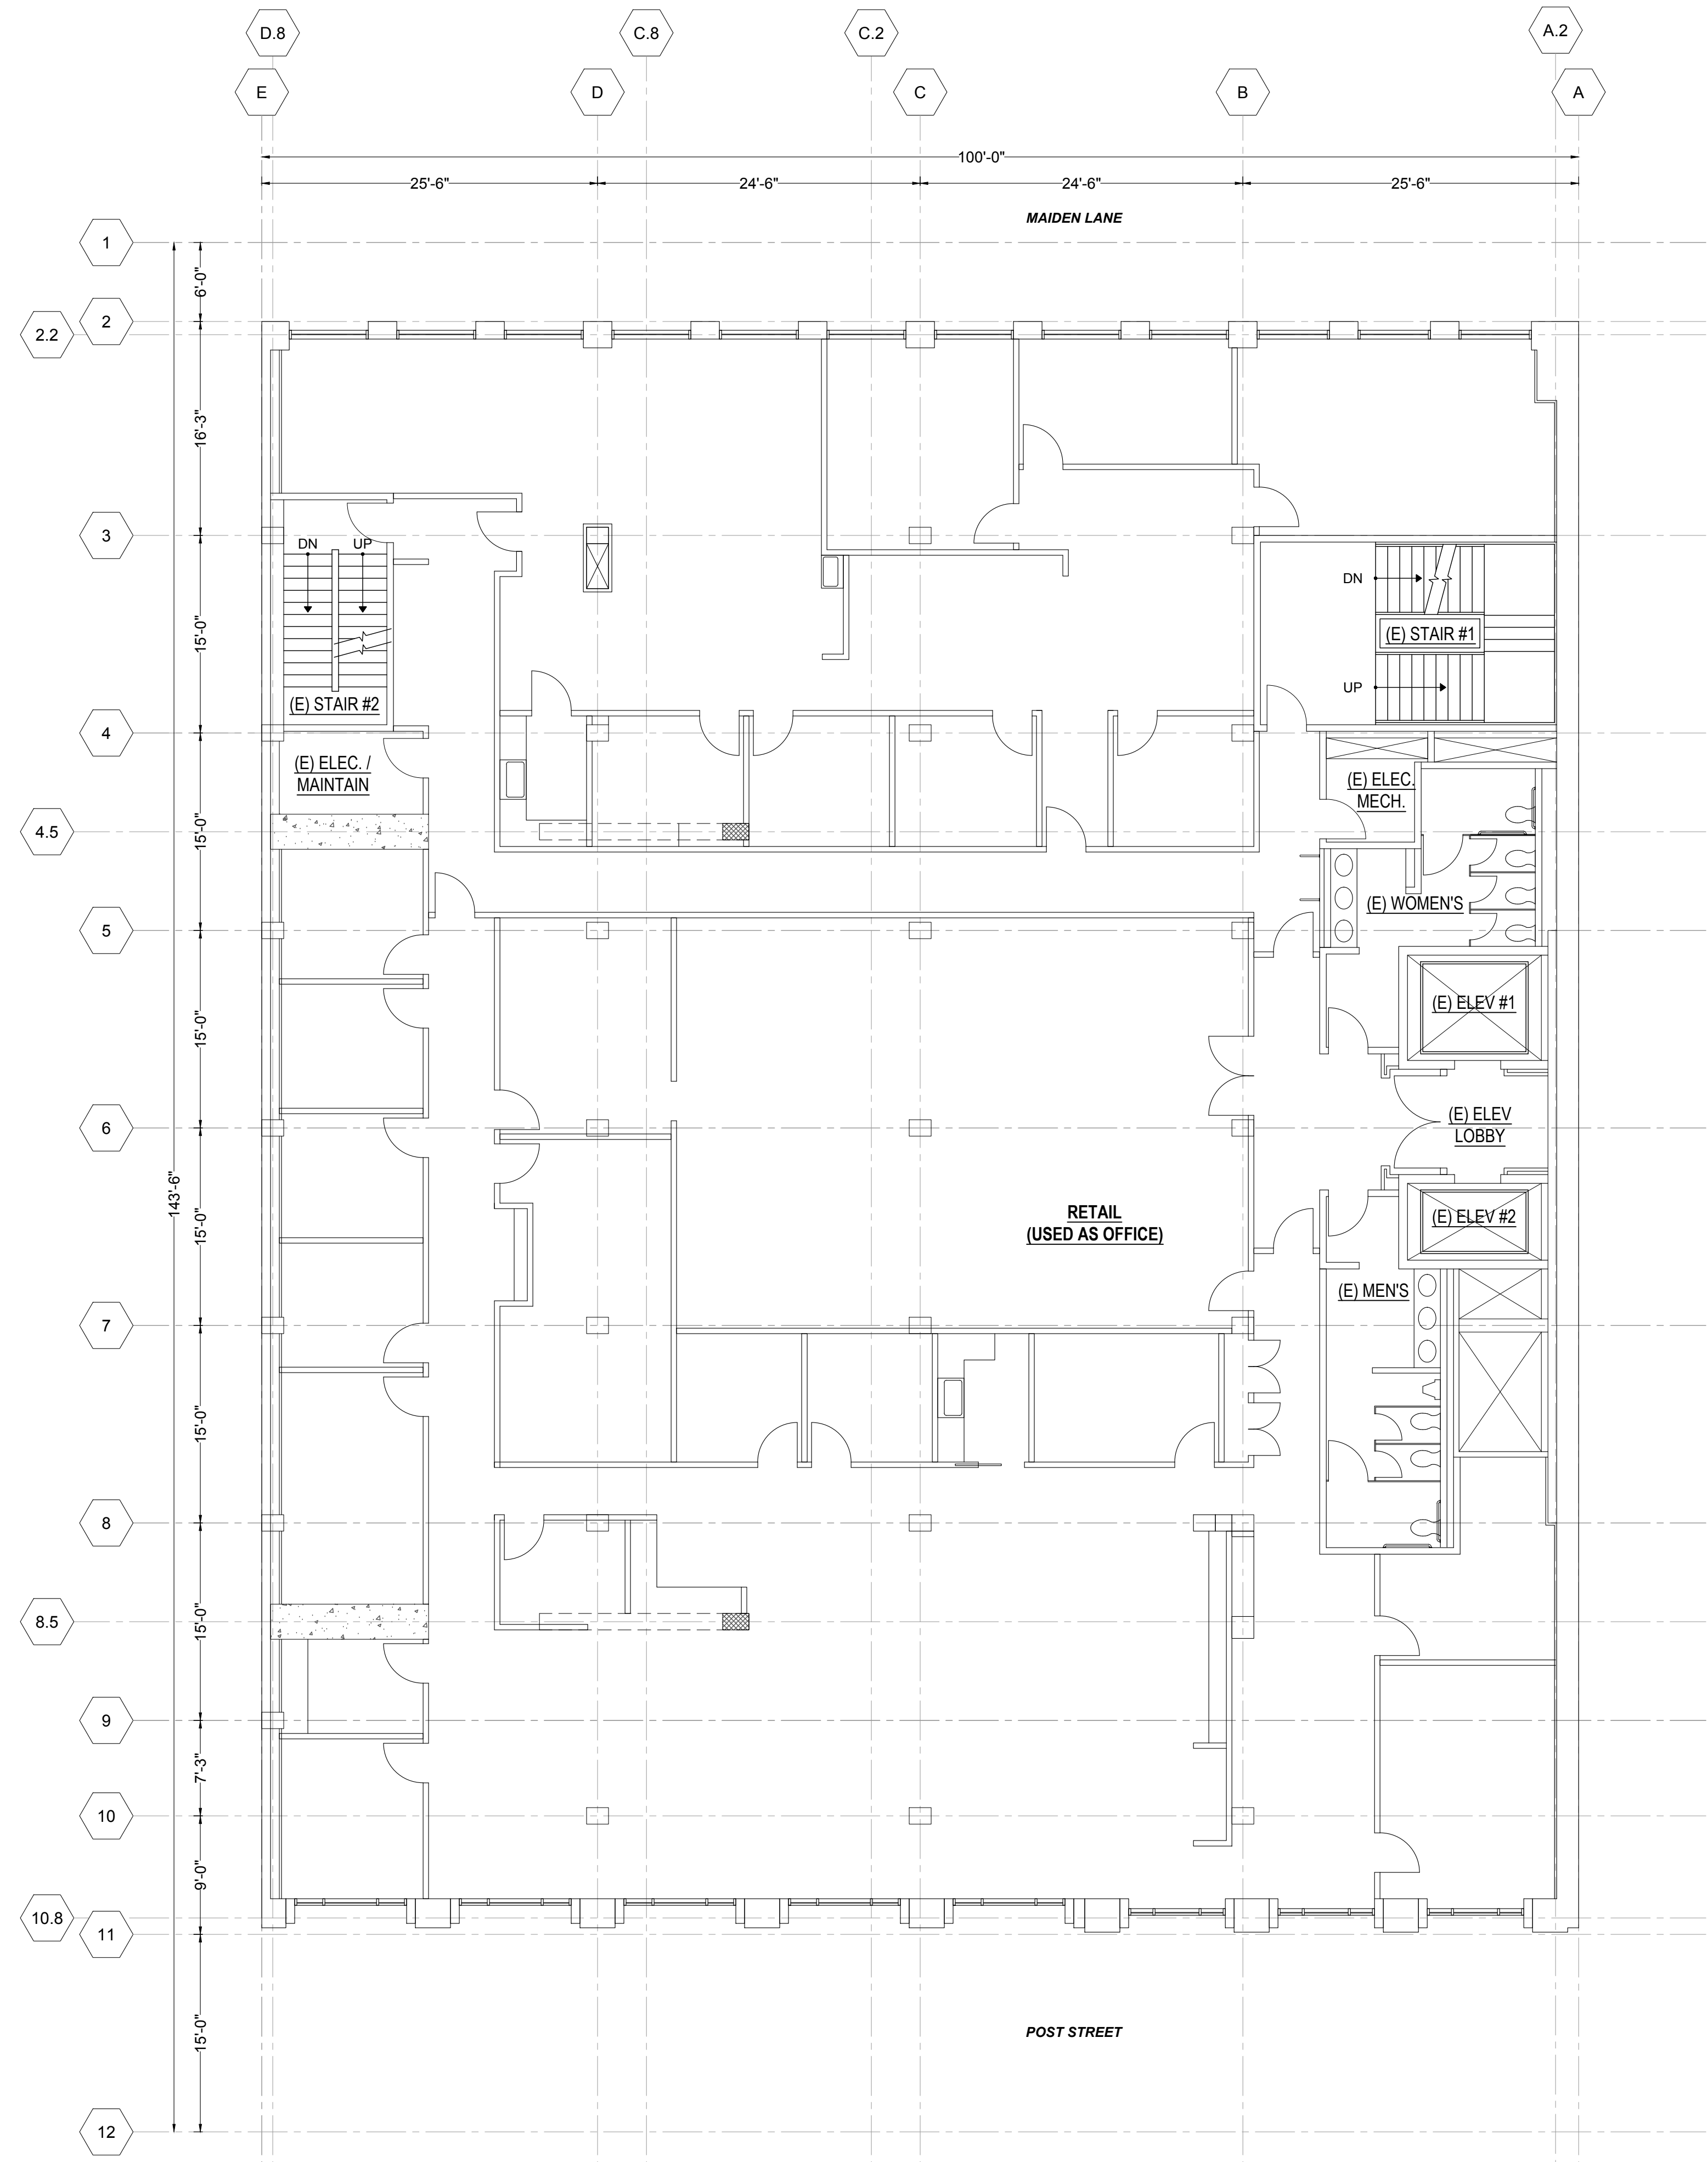 D.8
C.8
C.2
A.2
E
D
C
B
A
100'-0"
25'-6"
24'-6"
24'-6"
25'-6"
MAIDEN LANE
1
6'-0"
2
2.2
16'-3"
3
DN
UP
15'-0"
DN
(E) STAIR #1
UP
(E) STAIR #2
4
(E) ELEC. /
MAINTAIN
(E) ELEC.
MECH.
4.5
15'-0"
(E) WOMEN'S
5
(E) ELEV #1
15'-0"
6
(E) ELEV
LOBBY
143'-6"
RETAIL
(USED AS OFFICE)
(E) ELEV #2
15'-0"
(E) MEN'S
7
15'-0"
8
8.5
15'-0"
9
7'-3"
10
9'-0"
10.8
11
POST STREET
15'-0"
12